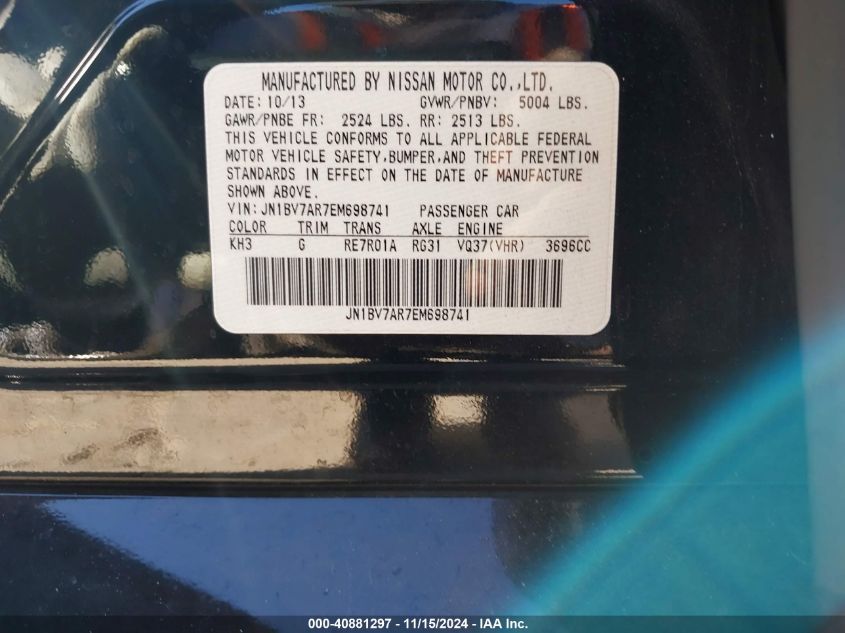 MANUFACTURED BY NISSAN MOTOR CO.,LTD.
DATE: 10/13 GVWR/PNBV: 5004 LBS.
GAWR/PNBE FR: 2524 LBS. RR: 2513 LBS.
THIS VEHICLE CONFORMS TO ALL APPLICABLE FEDERAL
MOTOR VEHICLE SAFETY,BUMPER,AND THEFT PREVENTION
STANDARDS IN EFFECT ON THE DATE OF MANUFACTURE
SHOWN ABOVE.
VIN: JN1BV7AR7EM698741 PASSENGER CAR
COLOR TRIM TRANS AXLE ENGINE
KH3 G RE7R01A RG31 VQ37(VHR) 3696CC
JN1BV7AR7EM698741
000-40881297 - 11/15/2024 - IAA Inc.